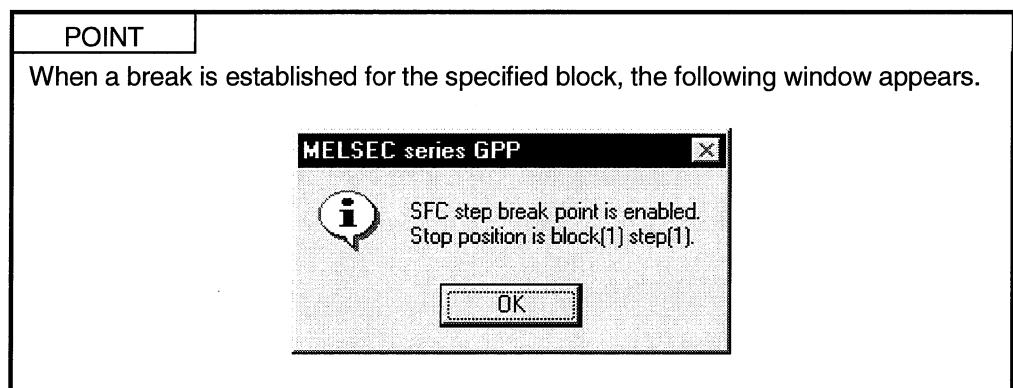 POINT
When a break is established for the specified block, the following window appears.
MELSEC series GPP
SFC step break point is enabled.
Stop position is block(1) step(1).
OK